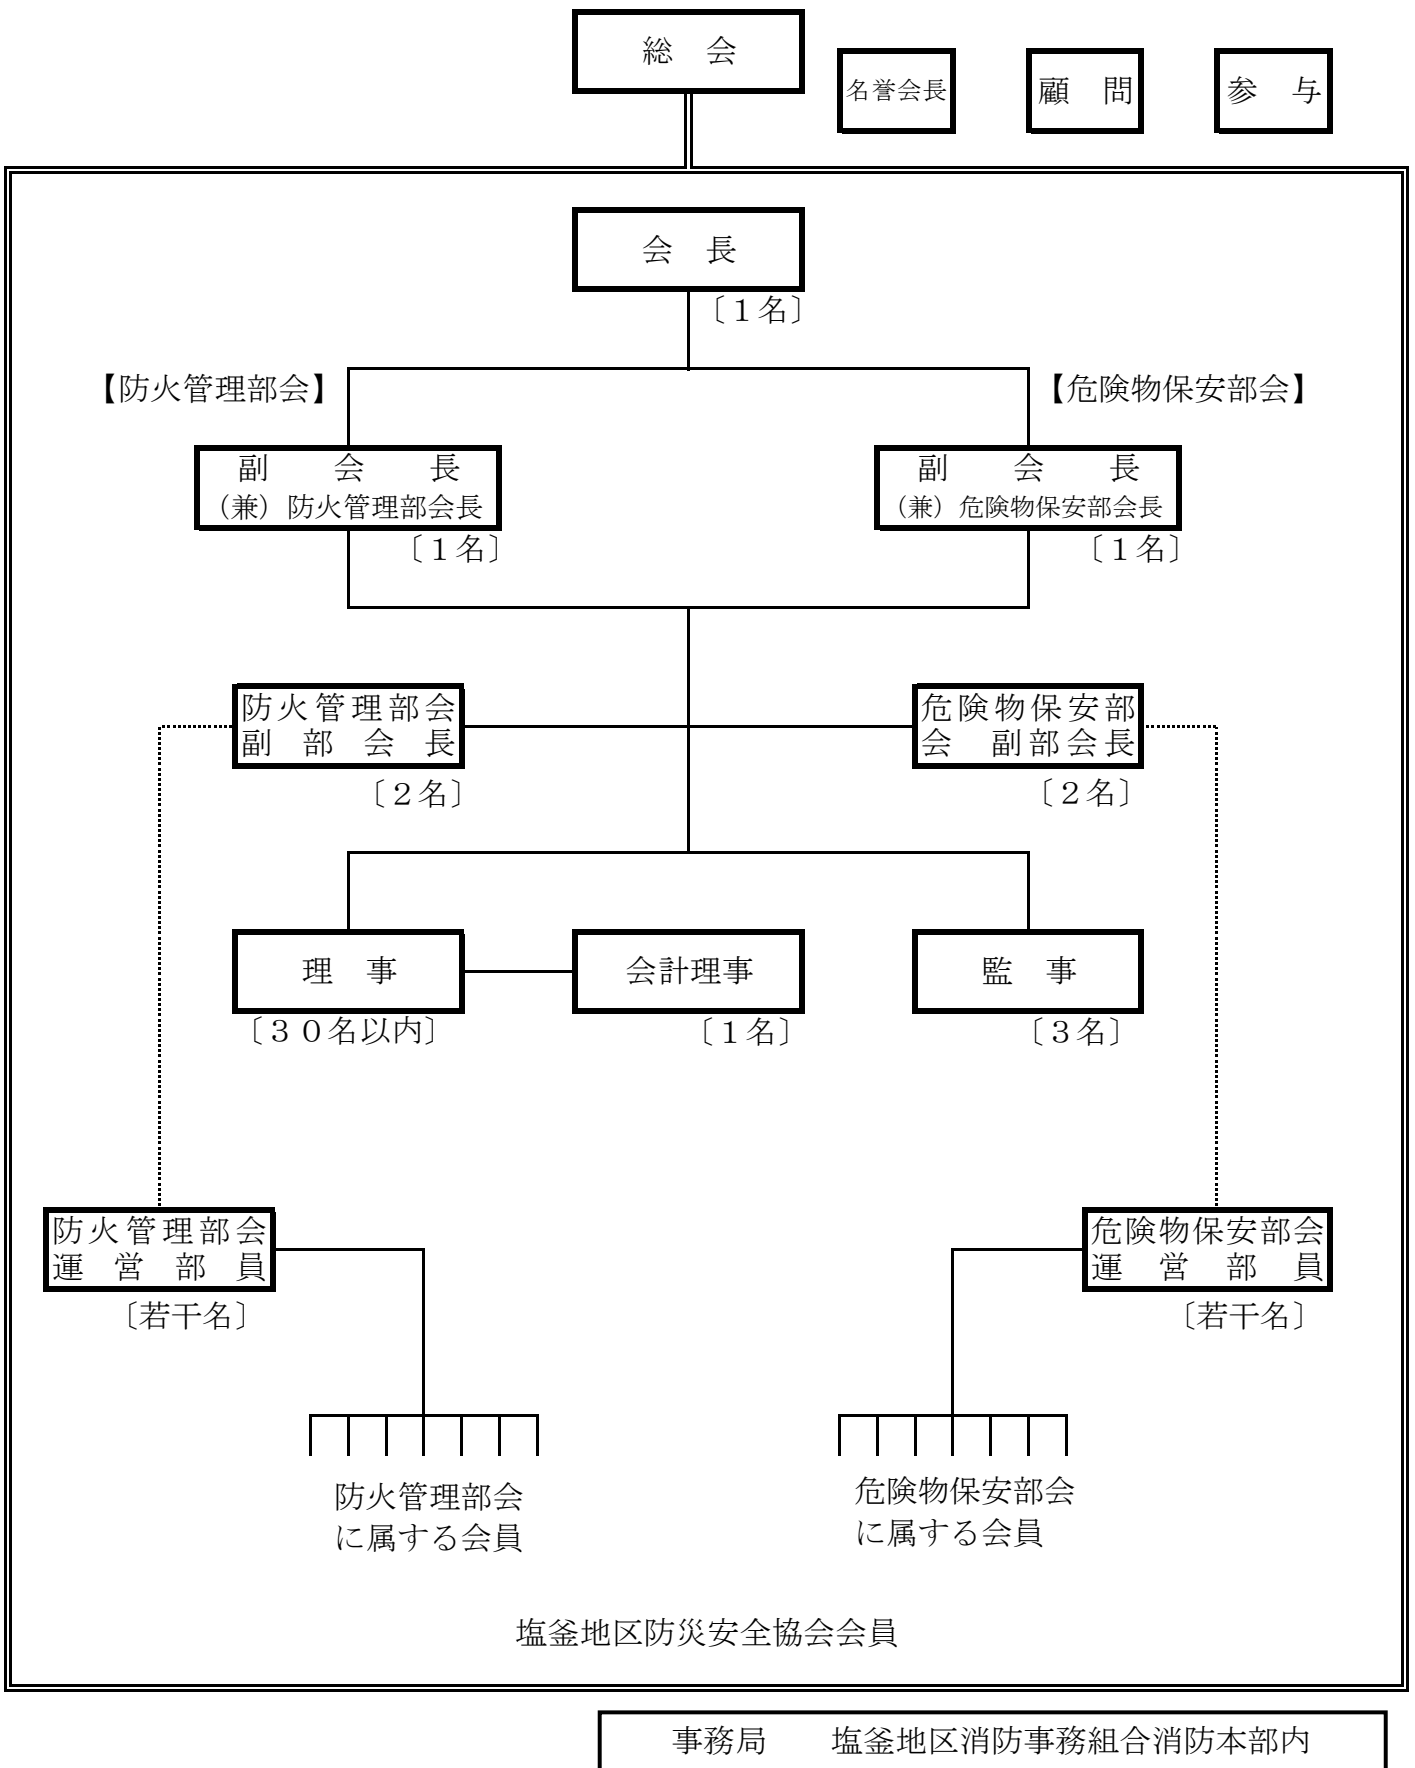 総　会
名誉会長
顧　問
参　与
会　長
〔１名〕
【防火管理部会】
【危険物保安部会】
副　会　長
（兼）防火管理部会長
〔１名〕
副　会　長
（兼）危険物保安部会長
〔１名〕
防火管理部会
副部会長
〔２名〕
危険物保安部
会　副部会長
〔２名〕
理　事
〔３０名以内〕
会計理事
〔１名〕
監　事
〔３名〕
防火管理部会
運営部員
〔若干名〕
危険物保安部会
運営部員
〔若干名〕
防火管理部会
に属する会員
危険物保安部会
に属する会員
塩釜地区防災安全協会会員
事務局　　塩釜地区消防事務組合消防本部内